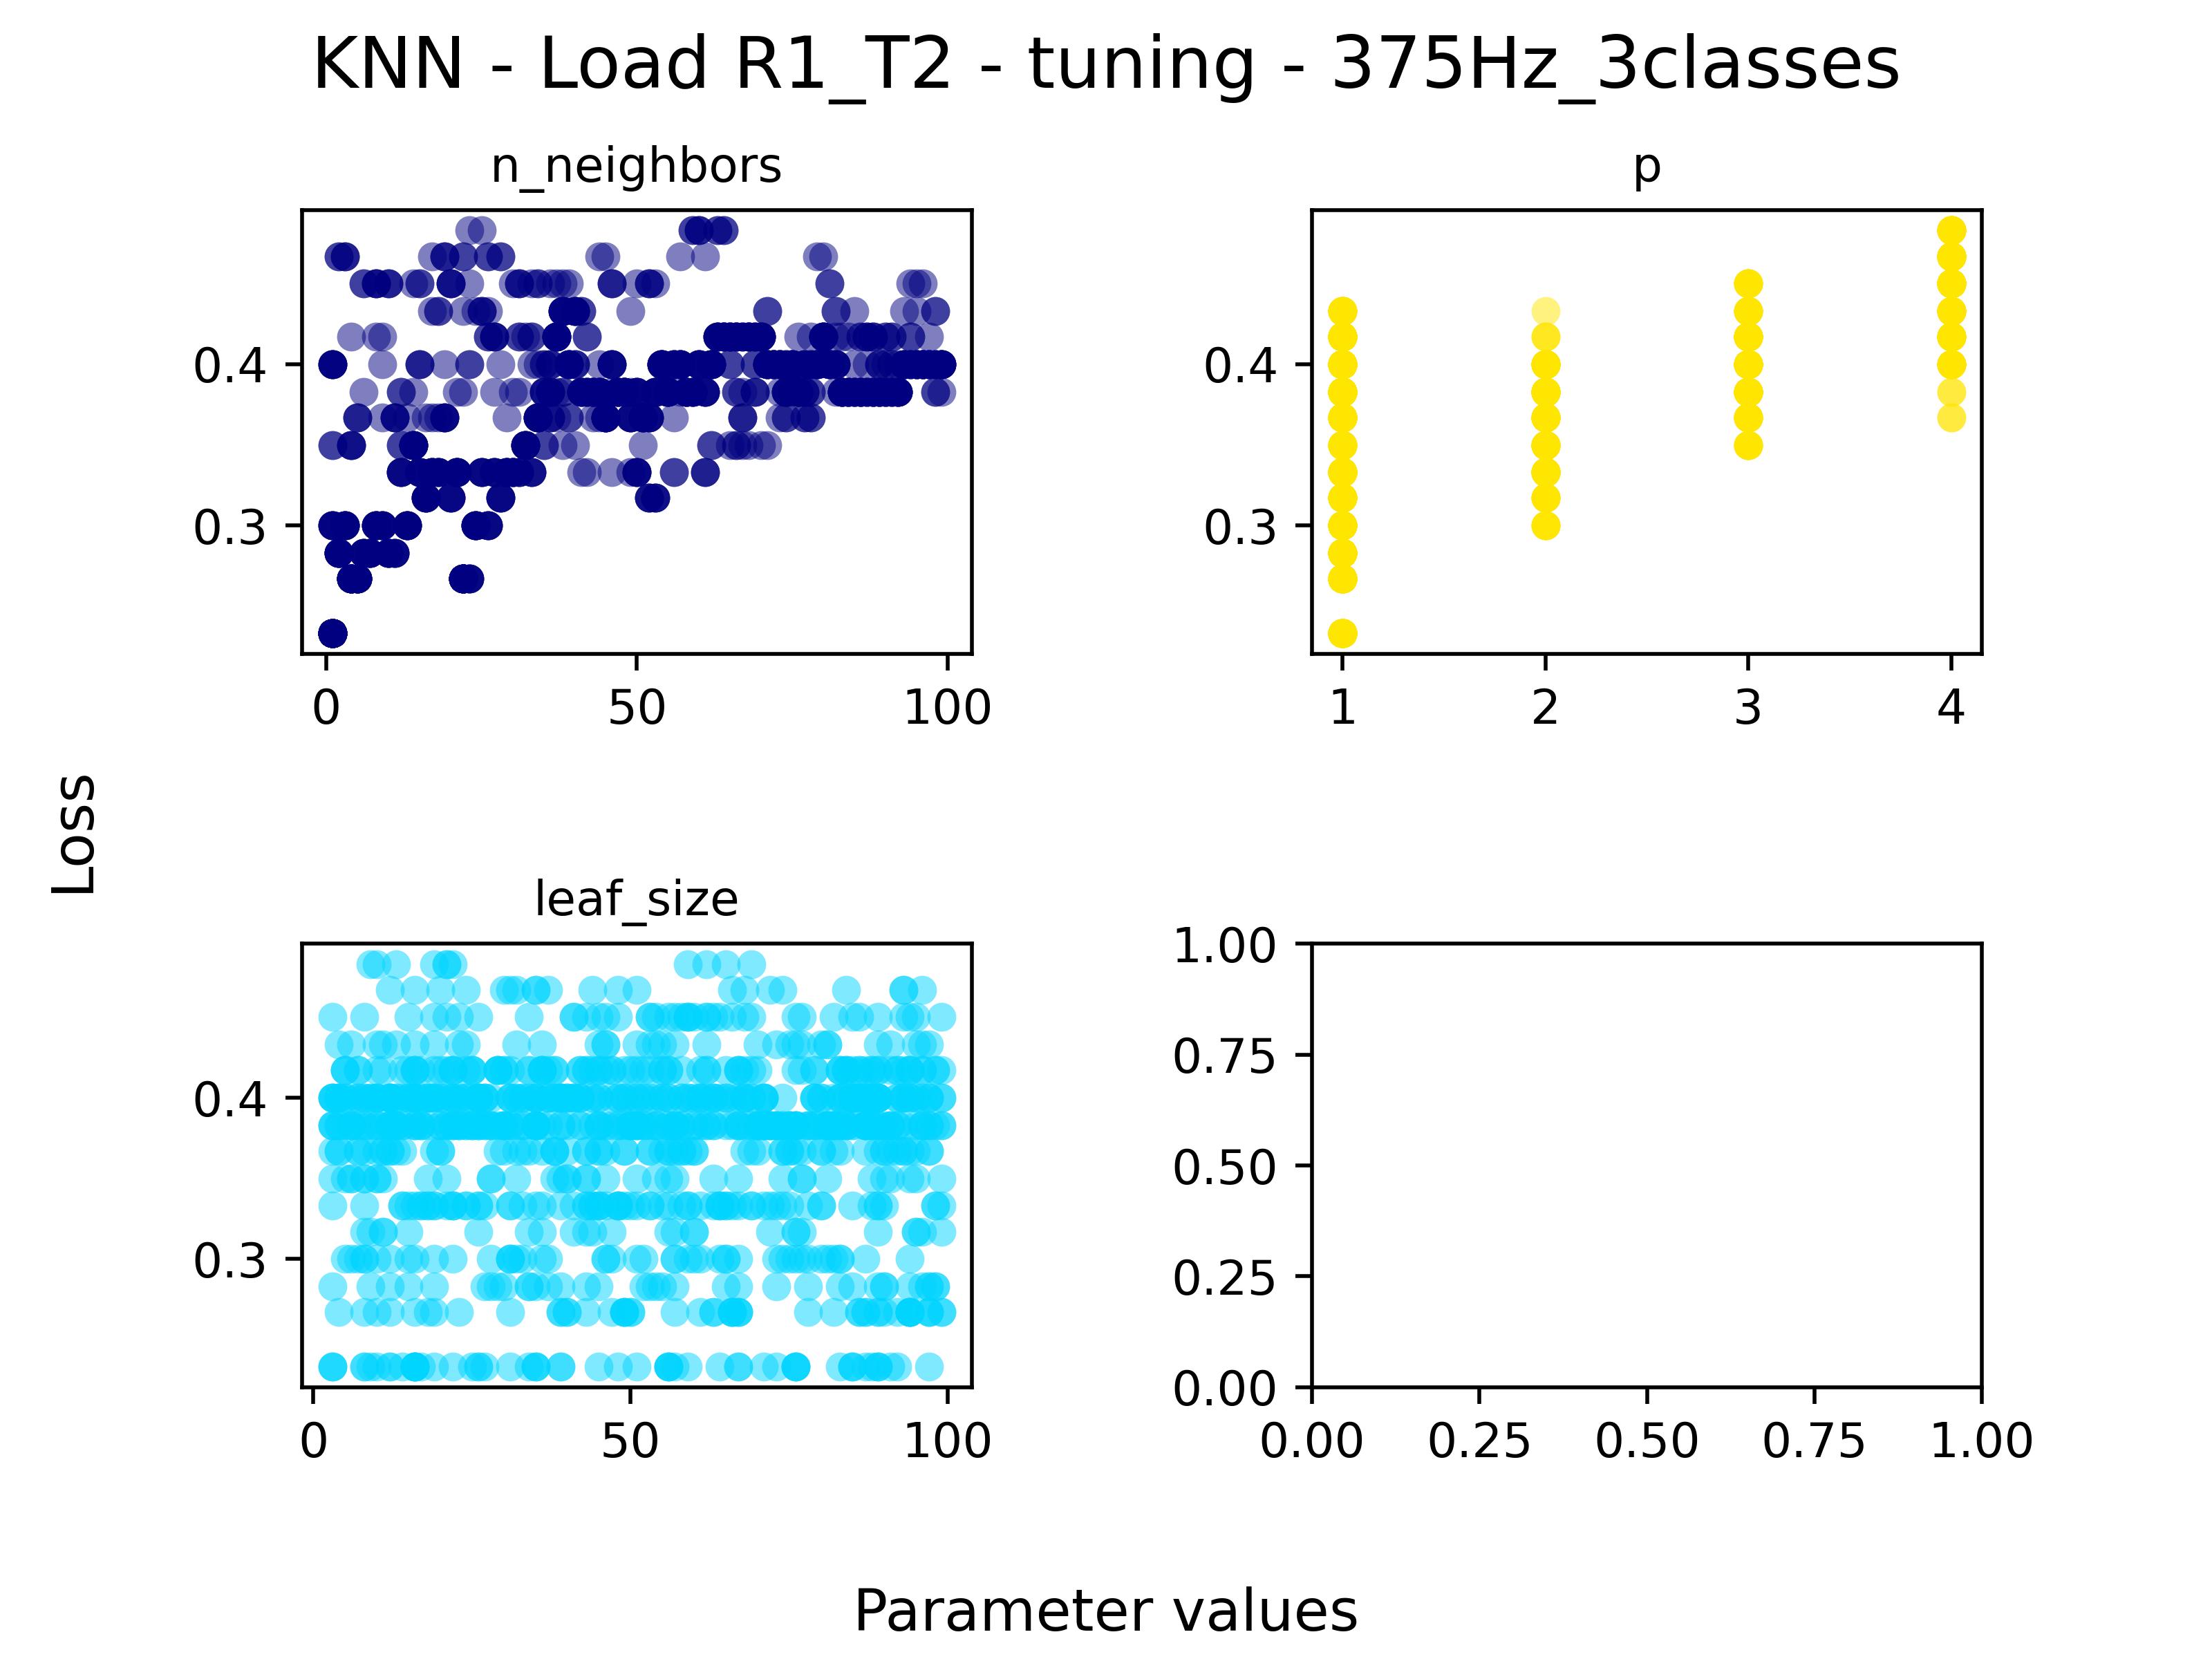 KNN - Load R1_T2 - tuning - 375Hz_3classes
n_neighbors
0.4
0.3
0 50 100
p
0.4
0.3
1 2 3 4
Loss
leaf_size
0.4
0.3
0 50 100
1.00
0.75
0.50
0.25
0.00
0.00 0.25 0.50 0.75 1.00
Parameter values